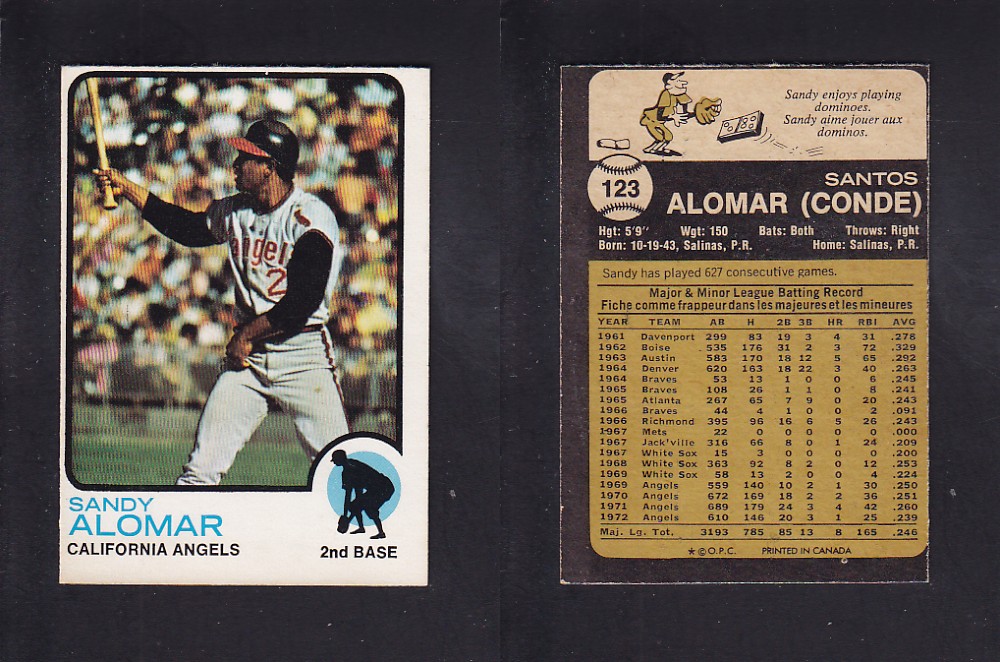 angels
2
SANDY
ALOMAR
CALIFORNIA ANGELS
2nd BASE
Sandy enjoys playing
dominoes.
Sandy aime jouer aux
dominos.
123
SANTOS
ALOMAR (CONDE)
Hgt: 5'9" Wgt: 150 Bats: Both Throws: Right
Born: 10-19-43, Salinas, P.R. Home: Salinas, P.R.
Sandy has played 627 consecutive games.
Major & Minor League Batting Record
Fiche comme frappeur dans les majeures et les mineures
YEAR TEAM AB H 2B 3B HR RBI AVG
1961 Davenport 299 83 19 3 4 31 .278
1962 Boise 535 176 31 2 3 72 .329
1963 Austin 583 170 18 12 5 65 .292
1964 Denver 620 163 18 22 3 40 .263
1964 Braves 53 13 1 0 0 6 .245
1965 Braves 108 26 1 1 0 8 .241
1965 Atlanta 267 65 7 9 0 20 .243
1966 Braves 44 4 1 0 0 2 .091
1966 Richmond 395 96 16 6 5 26 .243
1967 Mets 22 0 0 0 0 0 .000
1967 Jack'ville 316 66 8 0 1 24 .209
1967 White Sox 15 3 0 0 0 0 .200
1968 White Sox 363 92 8 2 0 12 .253
1969 White Sox 58 13 2 0 0 4 .224
1969 Angels 559 140 10 2 1 30 .250
1970 Angels 672 169 18 2 2 36 .251
1971 Angels 689 179 24 3 4 42 .260
1972 Angels 610 146 20 3 1 25 .239
Maj. Lg. Tot. 3193 785 85 13 8 165 .246
★ © O.P.C. PRINTED IN CANADA